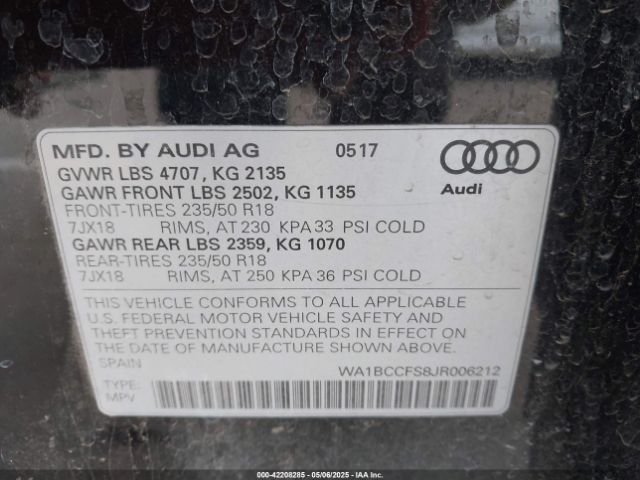 MFD. BY AUDI AG 0517
GVWR LBS 4707, KG 2135
GAWR FRONT LBS 2502, KG 1135
FRONT-TIRES 235/50 R18
7JX18 RIMS, AT 230 KPA 33 PSI COLD
GAWR REAR LBS 2359, KG 1070
REAR-TIRES 235/50 R18
7JX18 RIMS, AT 250 KPA 36 PSI COLD
Audi
THIS VEHICLE CONFORMS TO ALL APPLICABLE
U.S. FEDERAL MOTOR VEHICLE SAFETY AND
THEFT PREVENTION STANDARDS IN EFFECT ON
THE DATE OF MANUFACTURE SHOWN ABOVE.
SPAIN WA1BCCFS8JR006212
TYPE:
MPV
000-42208285 - 05/06/2025 - IAA Inc.